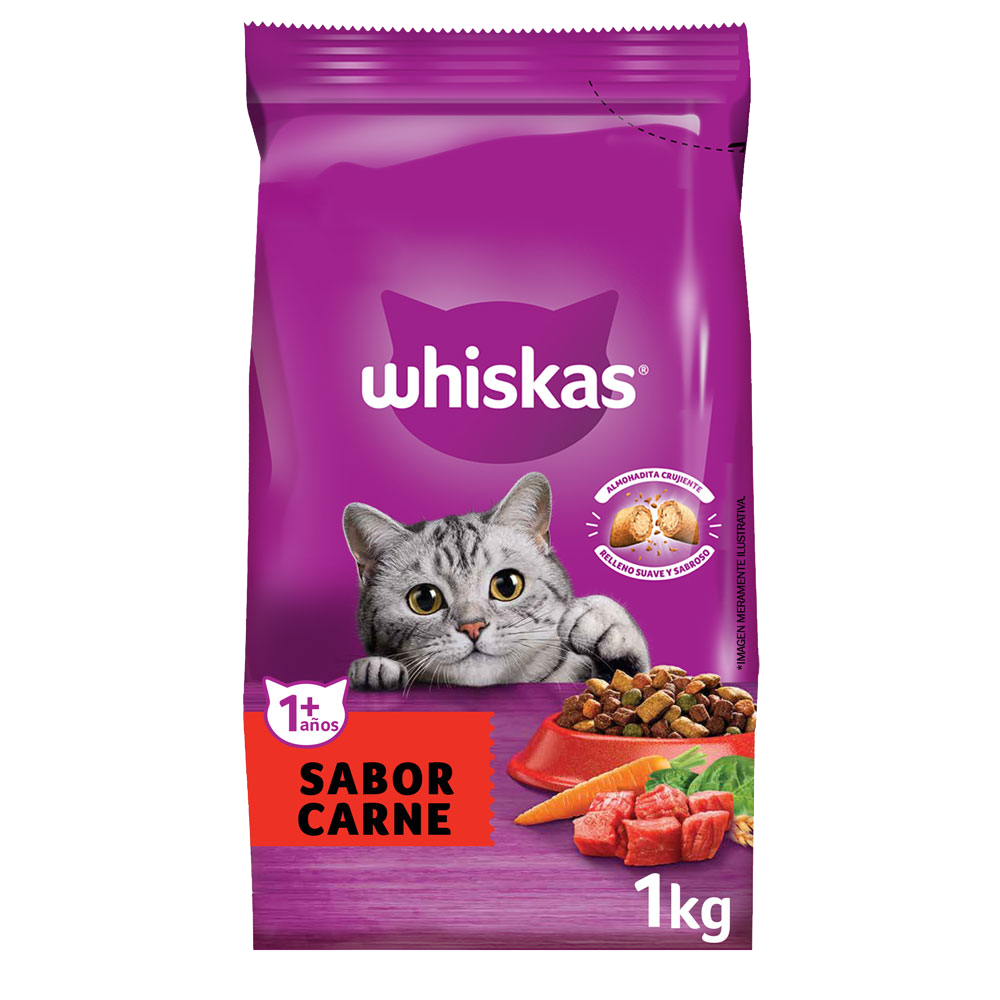 whiskas®
ALMOHADITA CRUJIENTE
RELLENO SUAVE Y SABROSO
*IMAGEN MERAMENTE ILUSTRATIVA.
1+
años
SABOR
CARNE
1kg